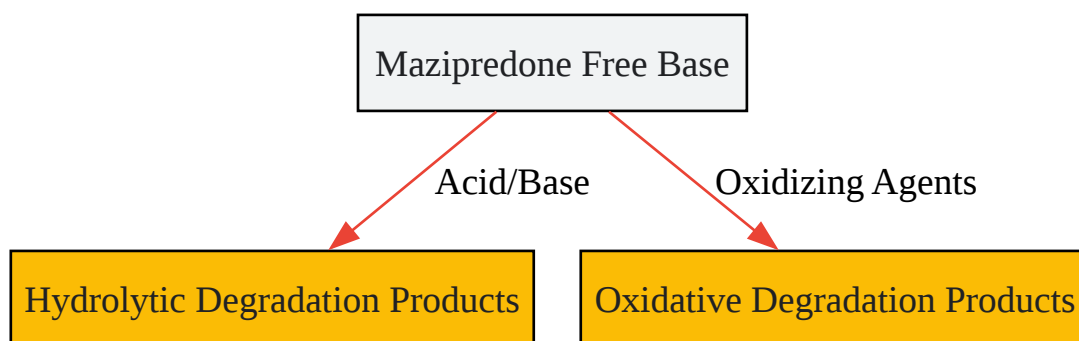 Mazipredone Free Base
Acid/Base
Oxidizing Agents
Hydrolytic Degradation Products
Oxidative Degradation Products